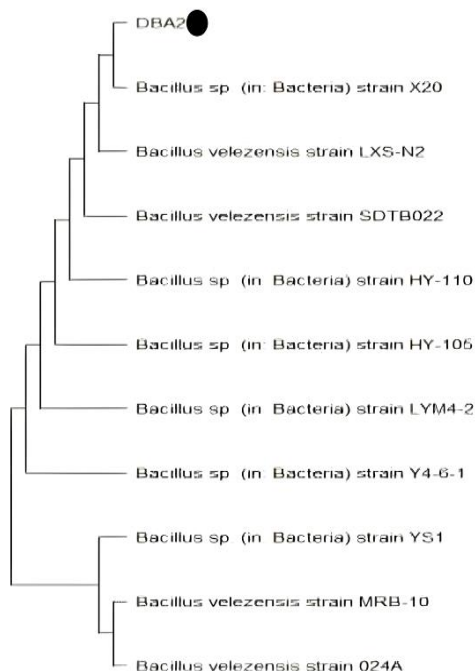 DBA2
Bacillus sp (in: Bacteria) strain X20
Bacillus velezensis strain LXS-N2
Bacillus velezensis strain SDTB022
Bacillus sp (in: Bacteria) strain HY-110
Bacillus sp (in: Bacteria) strain HY-105
Bacillus sp (in: Bacteria) strain LYM4-2
Bacillus sp (in: Bacteria) strain Y4-6-1
Bacillus sp (in: Bacteria) strain YS1
Bacillus velezensis strain MRB-10
Bacillus velezensis strain 024A